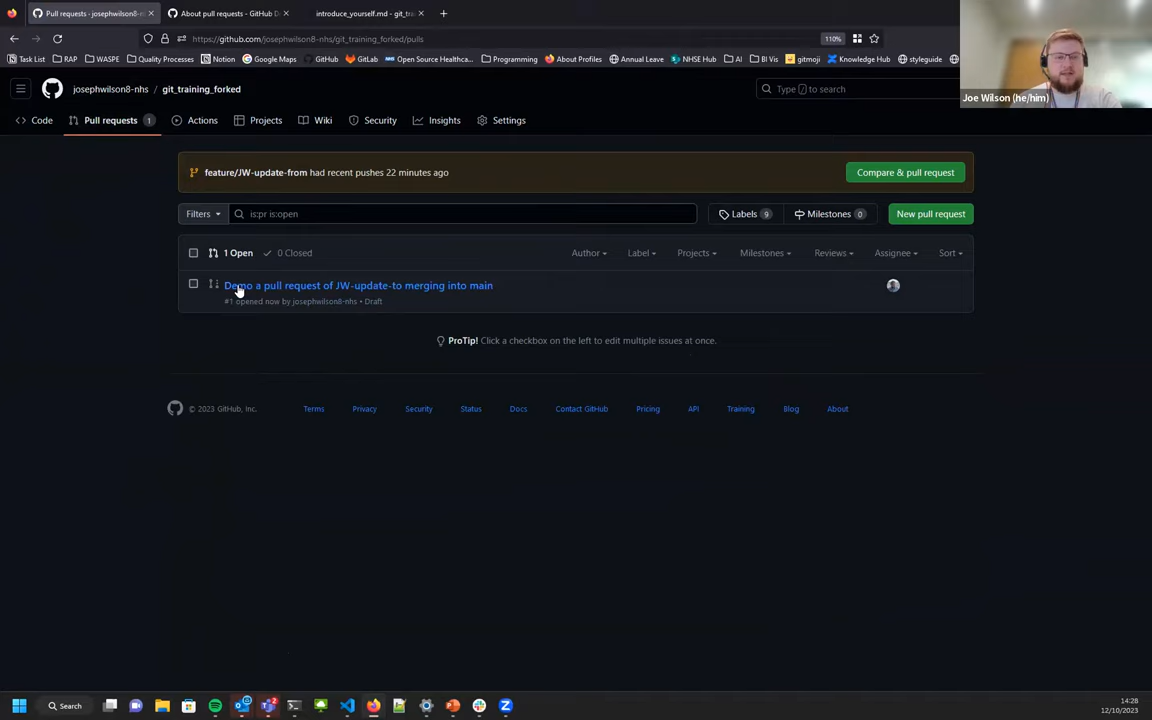 Pull requests - josephwilson8-nh
About pull requests - GitHub D
introduce_yourself.md - git_tra
https://github.com/josephwilson8-nhs/git_training_forked/pulls
110%
Task List
RAP
WASPE
Quality Processes
Notion
Google Maps
GitHub
GitLab
Open Source Healthca...
Programming
About Profiles
Annual Leave
NHSE Hub
AI
BI Vis
gitmoji
Knowledge Hub
styleguide
Joe Wilson (he/him)
josephwilson8-nhs / git_training_forked
Type / to search
Code
Pull requests 1
Actions
Projects
Wiki
Security
Insights
Settings
feature/JW-update-from had recent pushes 22 minutes ago
Compare & pull request
Filters
is:pr is:open
Labels 9
Milestones 0
New pull request
1 Open
0 Closed
Author
Label
Projects
Milestones
Reviews
Assignee
Sort
Demo a pull request of JW-update-to merging into main
#1 opened now by josephwilson8-nhs • Draft
ProTip! Click a checkbox on the left to edit multiple issues at once.
© 2023 GitHub, Inc.
Terms
Privacy
Security
Status
Docs
Contact GitHub
Pricing
API
Training
Blog
About
Search
14:28
12/10/2023